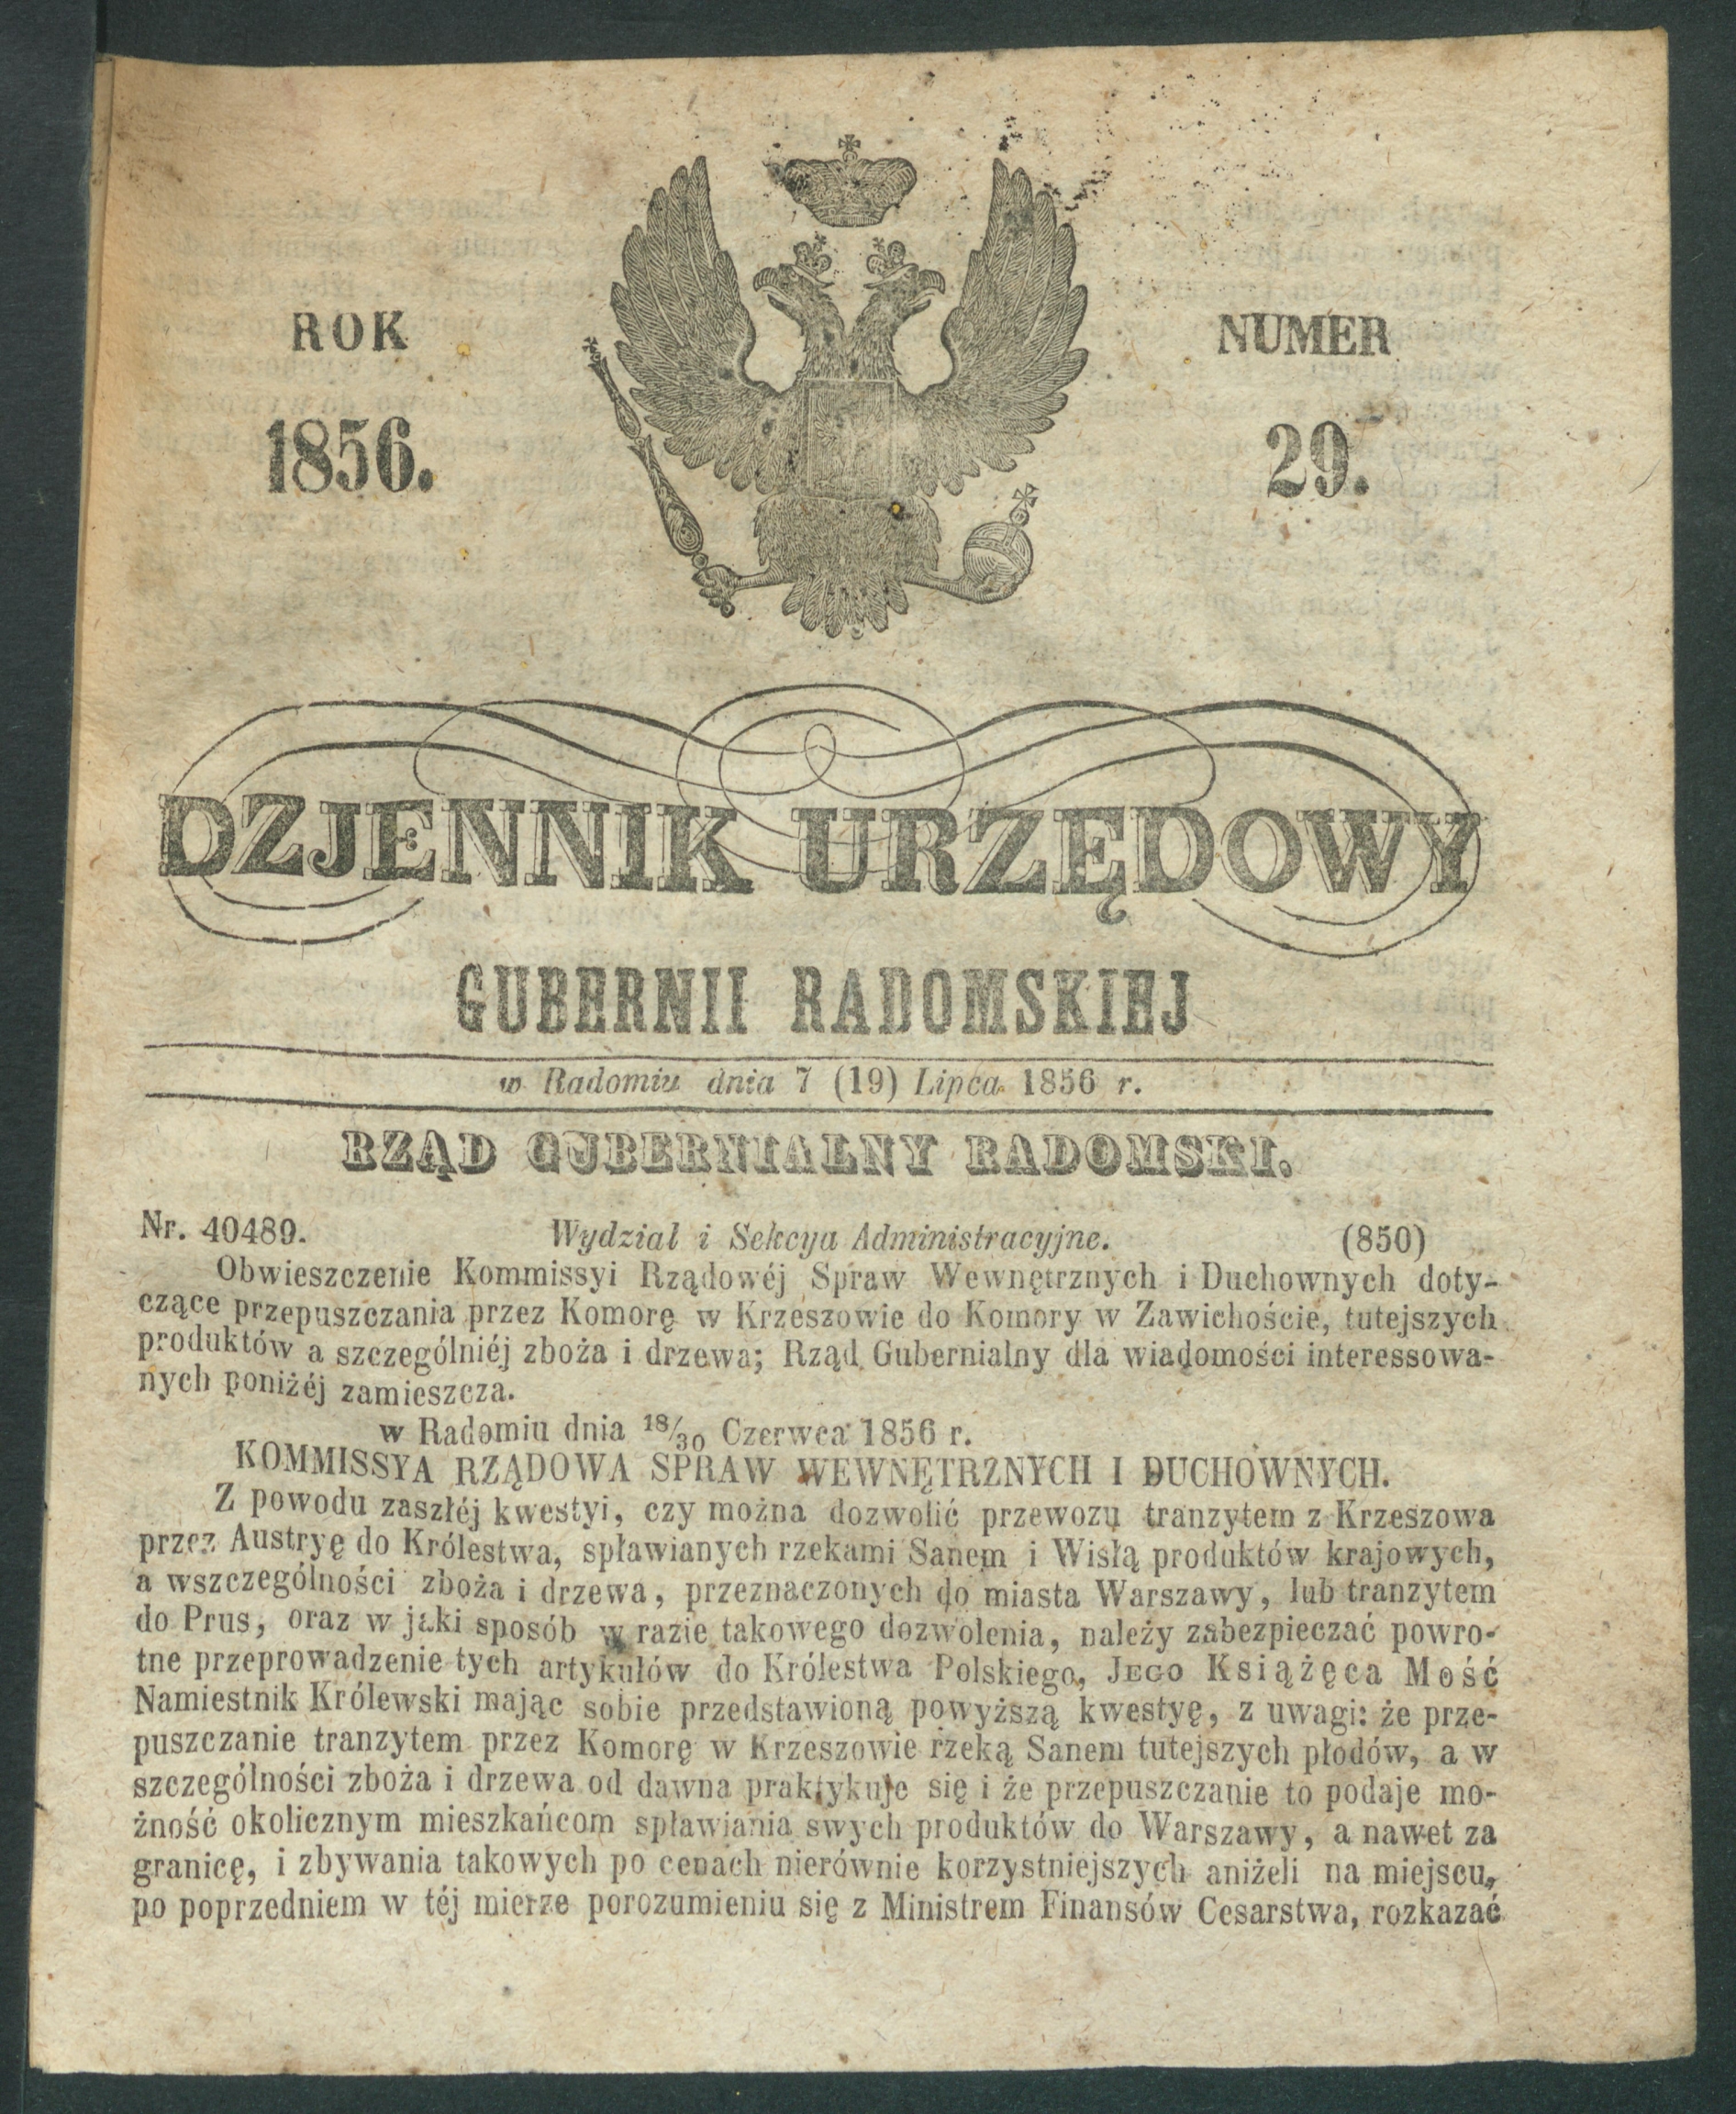 ROK
1856.
NUMER
29.
DZJENNIK URZĘDOWY
GUBERNII RADOMSKIEJ
w Radomiu dnia 7 (19) Lipca 1856 r.
RZĄD GUBERNIALNY RADOMSKI.
Nr. 40489. Wydział i Sekcya Administracyjne. (850)
Obwieszczenie Kommissyi Rządowéj Spraw Wewnętrznych i Duchownych doty-
czące przepuszczania przez Komorę w Krzeszowie do Komory w Zawichoście, tutejszych
produktów a szczególniéj zboża i drzewa; Rząd Gubernialny dla wiadomości interessowa-
nych poniżéj zamieszcza.
w Radomiu dnia 18/30 Czerwca 1856 r.
KOMMISSYA RZĄDOWA SPRAW WEWNĘTRZNYCH I DUCHOWNYCH.
Z powodu zaszłéj kwestyi, czy można dozwolić przewozu tranzytem z Krzeszowa
przez Austryę do Królestwa, spławianych rzekami Sanem i Wisłą produktów krajowych,
a wszczególności zboża i drzewa, przeznaczonych do miasta Warszawy, lub tranzytem
do Prus, oraz w jaki sposób w razie takowego dozwolenia, należy zabezpieczać powro-
tne przeprowadzenie tych artykułów do Królestwa Polskiego, JEGO Książęca Mość
Namiestnik Królewski mając sobie przedstawioną powyższą kwestyę, z uwagi: że prze-
puszczanie tranzytem przez Komorę w Krzeszowie rzeką Sanem tutejszych płodów, a w
szczególności zboża i drzewa od dawna praktykuje się i że przepuszczanie to podaje mo-
żność okolicznym mieszkańcom spławiania swych produktów do Warszawy, a nawet za
granicę, i zbywania takowych po cenach nierównie korzystniejszych aniżeli na miejscu,
po poprzedniem w téj mierze porozumieniu się z Ministrem Finansów Cesarstwa, rozkazać